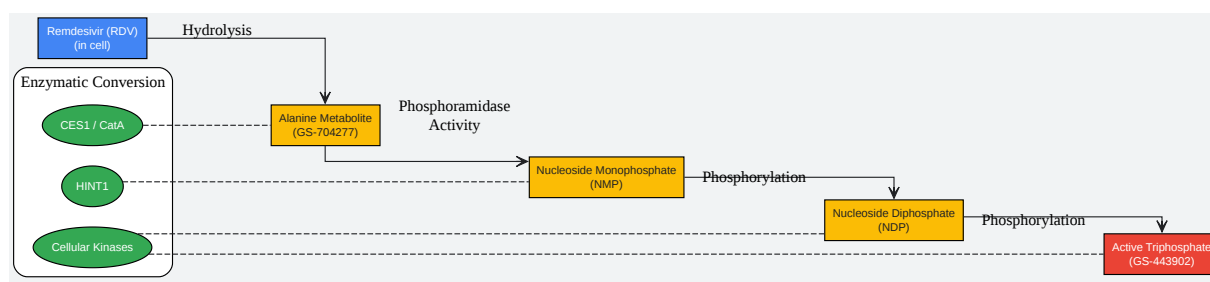 Remdesivir (RDV)
(in cell)
Hydrolysis
Enzymatic Conversion
CES1 / CatA
Alanine Metabolite
(GS-704277)
Phosphoramidase
Activity
HINT1
Nucleoside Monophosphate
(NMP)
Phosphorylation
Cellular Kinases
Nucleoside Diphosphate
(NDP)
Phosphorylation
Active Triphosphate
(GS-443902)